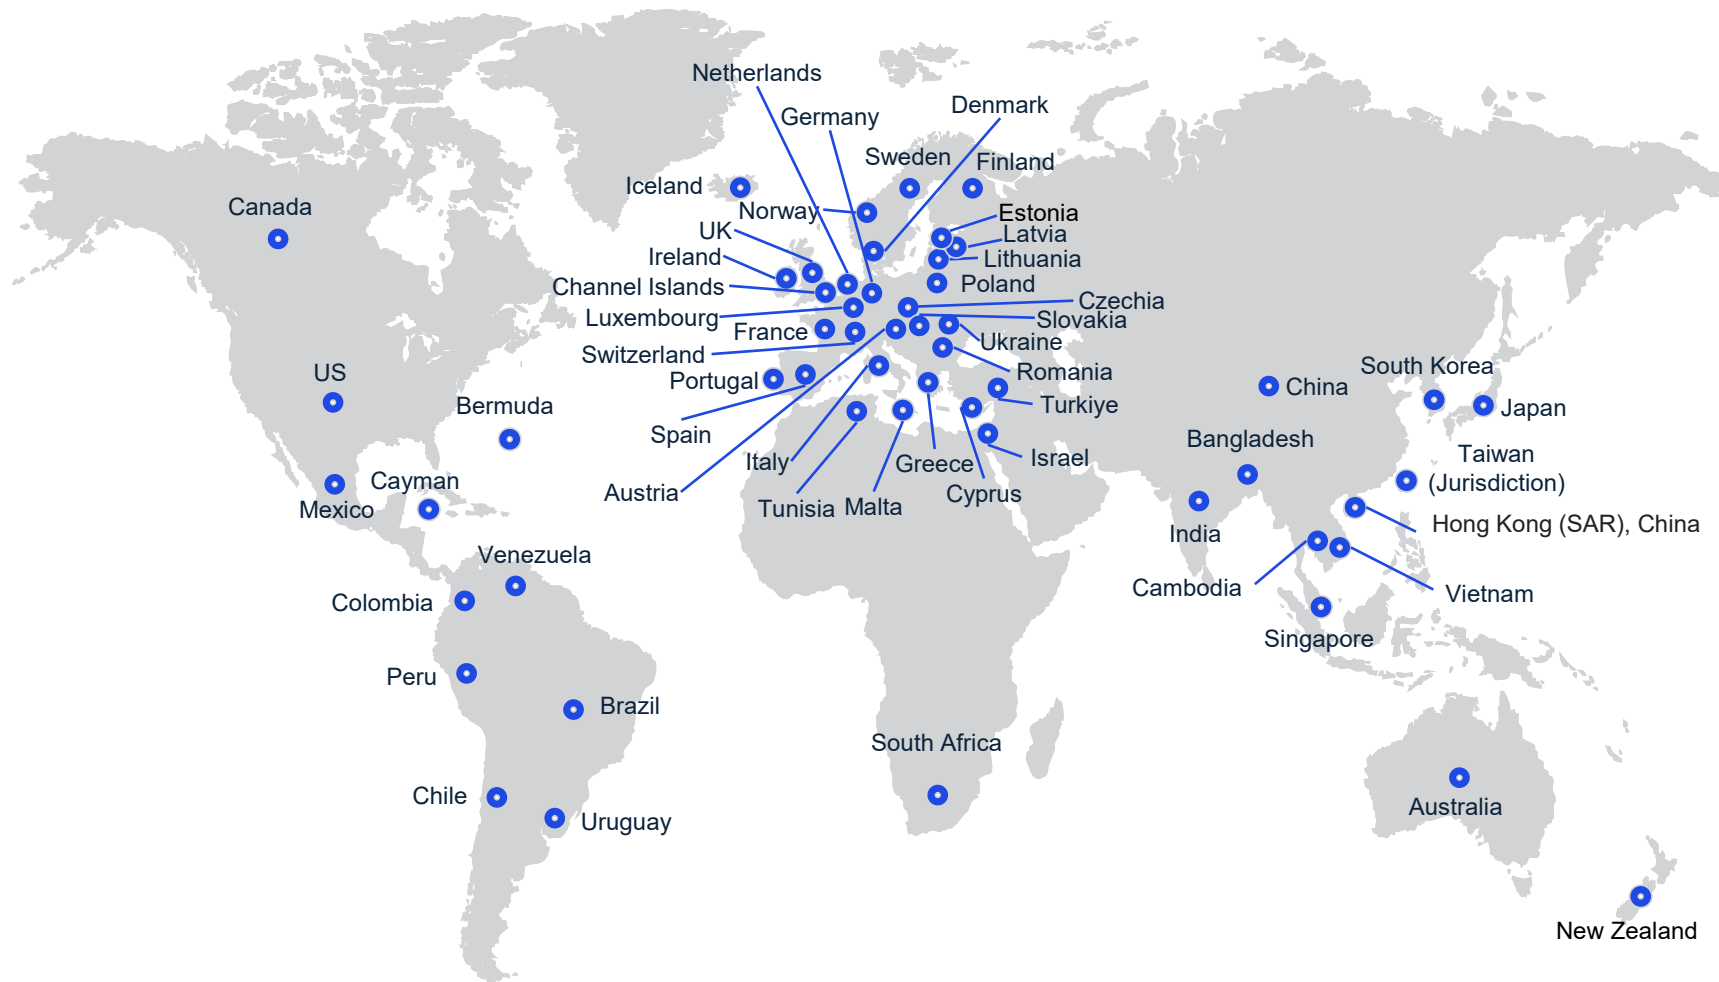 Netherlands
Germany
Denmark
Sweden
Finland
Iceland
Canada
Norway
Estonia
UK
Latvia
Ireland
Lithuania
Channel Islands
Poland
Czechia
Luxembourg
Slovakia
France
Ukraine
Switzerland
South Korea
US
Romania
Portugal
China
Bermuda
Turkiye
Japan
Spain
Bangladesh
Italy
Greece
Israel
Taiwan
(Jurisdiction)
Cayman
Austria
Cyprus
Mexico
Tunisia
Malta
Hong Kong (SAR), China
India
Venezuela
Cambodia
Vietnam
Colombia
Singapore
Peru
Brazil
South Africa
Chile
Australia
Uruguay
New Zealand